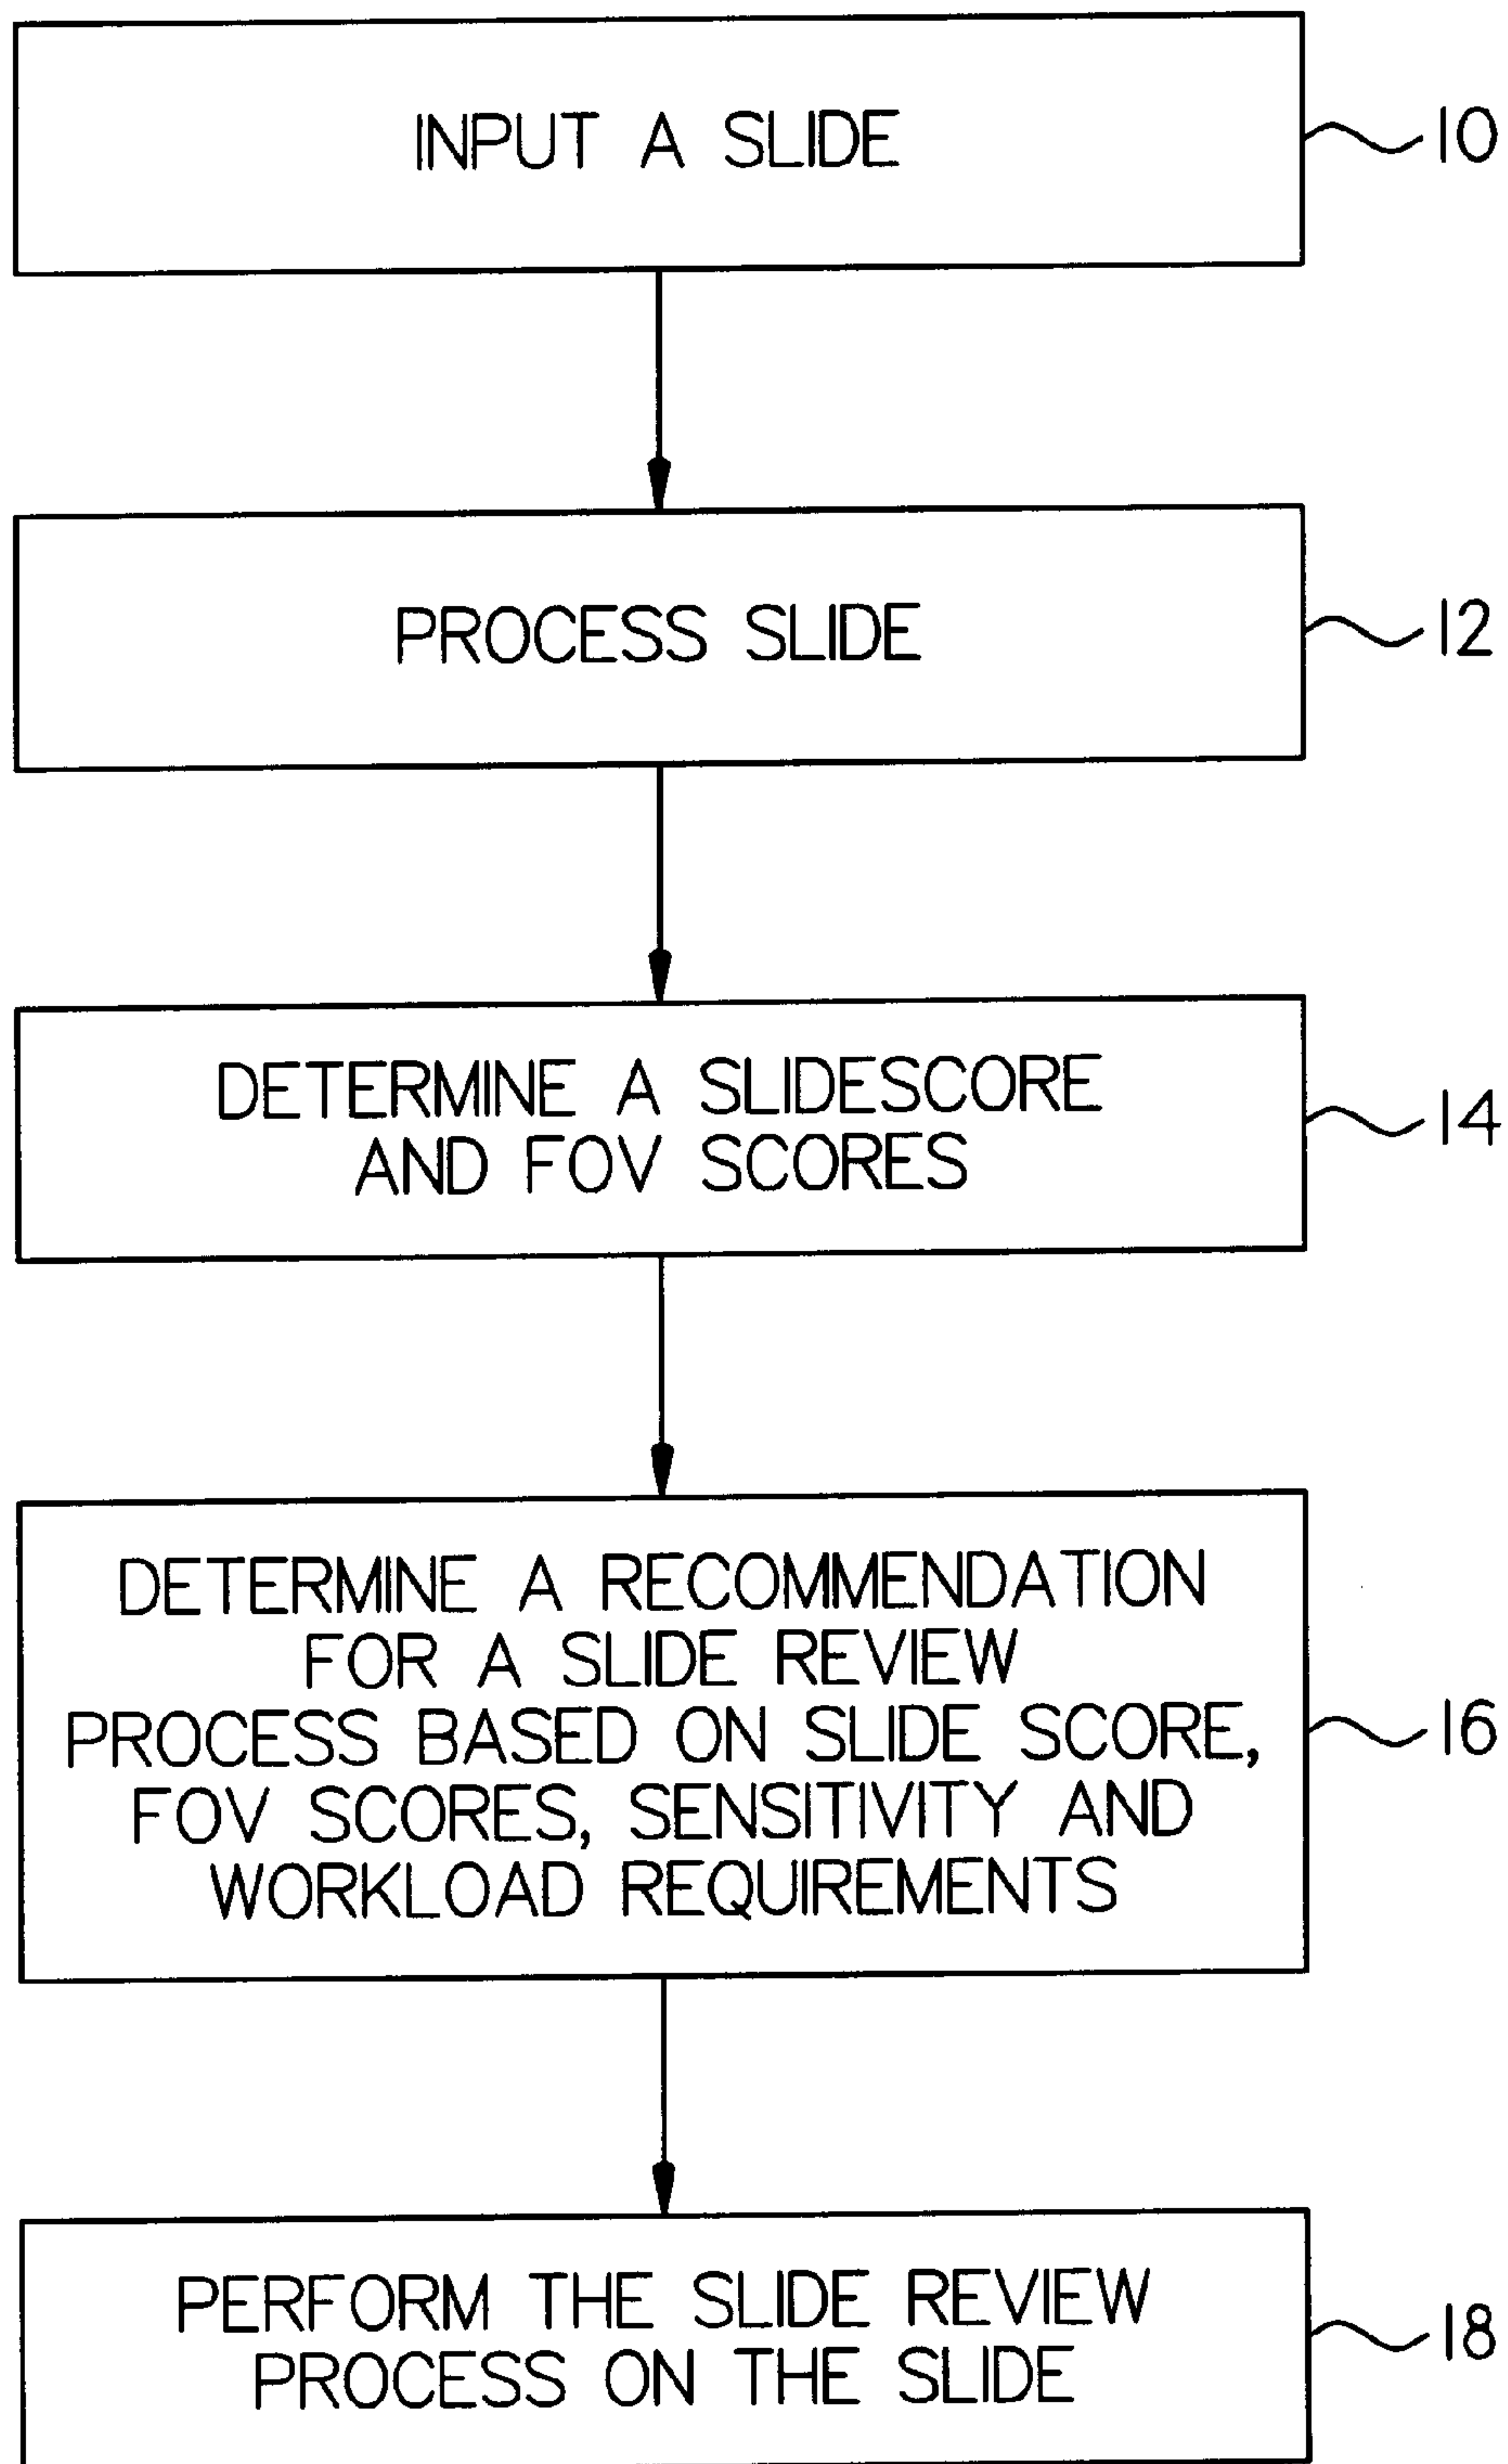 INPUT A SLIDE
10
PROCESS SLIDE
12
DETERMINE A SLIDESCORE
AND FOV SCORES
14
DETERMINE A RECOMMENDATION
FOR A SLIDE REVIEW
PROCESS BASED ON SLIDE SCORE,
FOV SCORES, SENSITIVITY AND
WORKLOAD REQUIREMENTS
16
PERFORM THE SLIDE REVIEW
PROCESS ON THE SLIDE
18